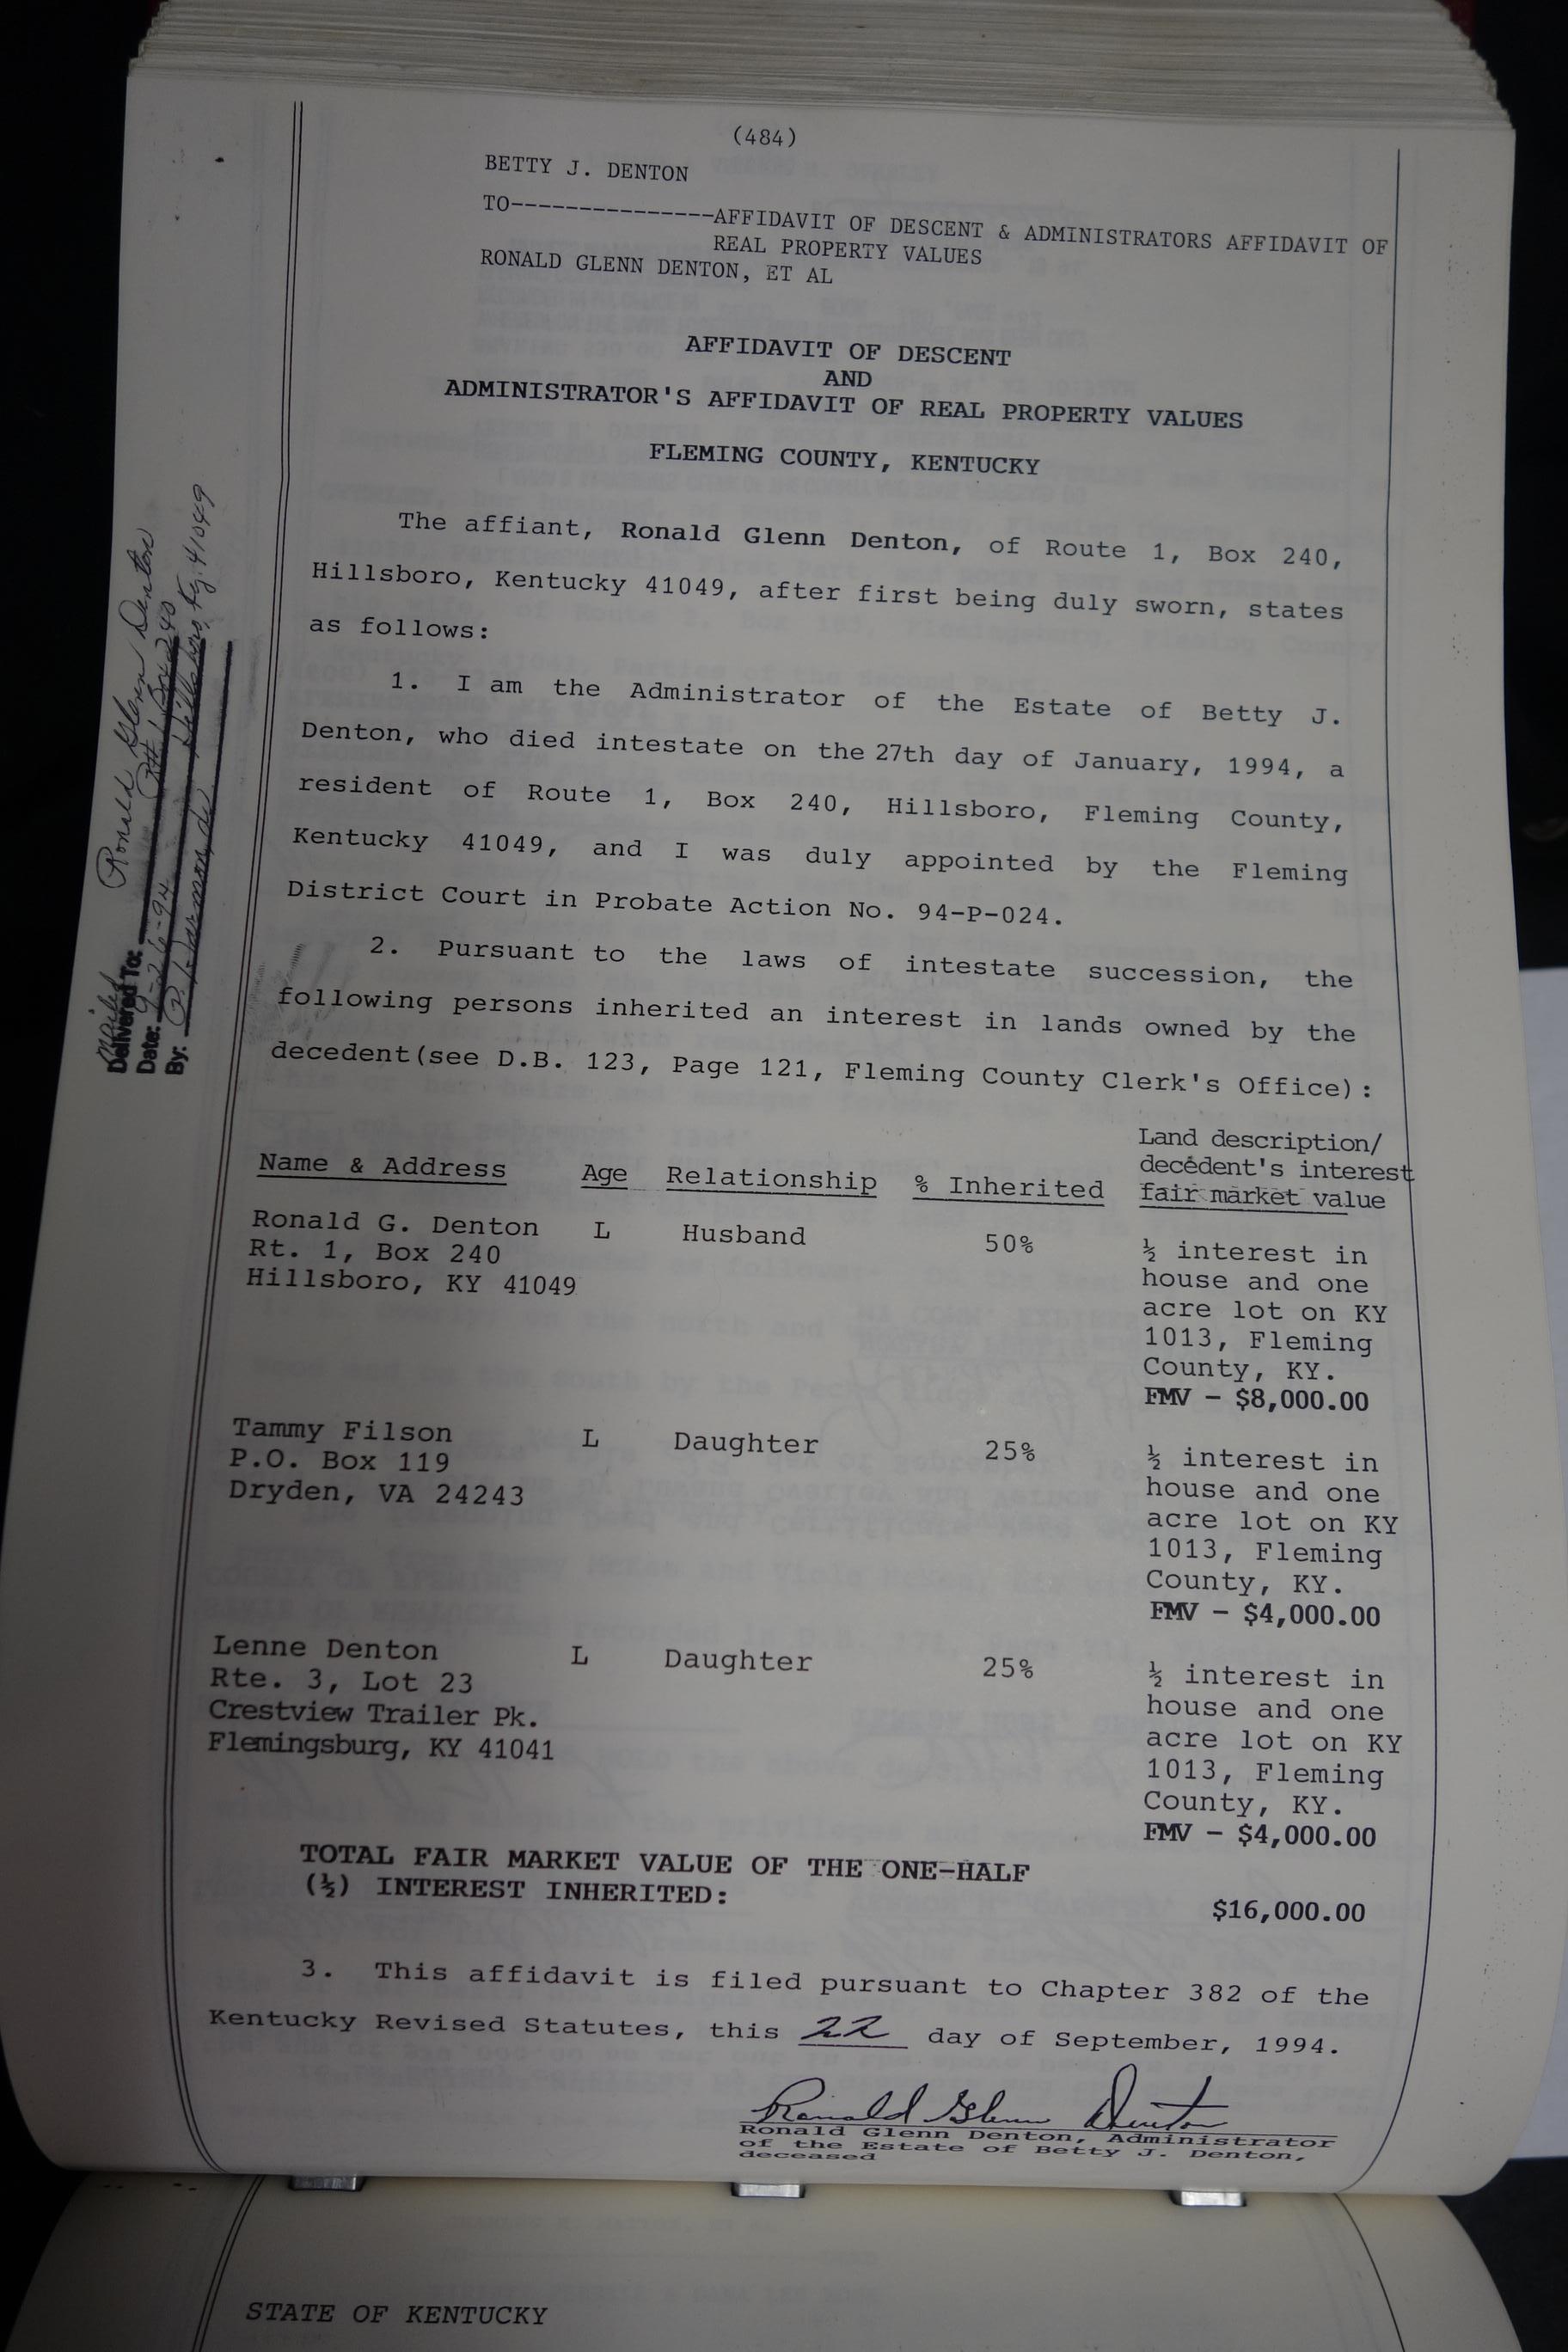 (484)
BETTY J. DENTON
TO---------------AFFIDAVIT OF DESCENT & ADMINISTRATORS AFFIDAVIT OF
REAL PROPERTY VALUES
RONALD GLENN DENTON, ET AL
AFFIDAVIT OF DESCENT
AND
ADMINISTRATOR'S AFFIDAVIT OF REAL PROPERTY VALUES
FLEMING COUNTY, KENTUCKY
The affiant, Ronald Glenn Denton, of Route 1, Box 240,
Hillsboro, Kentucky 41049, after first being duly sworn, states
as follows:
1. I am the Administrator of the Estate of Betty J.
Denton, who died intestate on the 27th day of January, 1994, a
resident of Route 1, Box 240, Hillsboro, Fleming County,
Kentucky 41049, and I was duly appointed by the Fleming
District Court in Probate Action No. 94-P-024.
2. Pursuant to the laws of intestate succession, the
following persons inherited an interest in lands owned by the
decedent(see D.B. 123, Page 121, Fleming County Clerk's Office):
Mailed
Delivered To: Ronald Glenn Denton
Rt 1 Box 240
Date: 9-26-94 Hillsboro, Ky. 41049
By:
Land description/
decedent's interest
Name & Address Age Relationship % Inherited fair market value
Ronald G. Denton L Husband 50% ½ interest in
Rt. 1, Box 240 house and one
Hillsboro, KY 41049 acre lot on KY
1013, Fleming
County, KY.
FMV - $8,000.00
Tammy Filson L Daughter 25% ½ interest in
P.O. Box 119 house and one
Dryden, VA 24243 acre lot on KY
1013, Fleming
County, KY.
FMV - $4,000.00
Lenne Denton L Daughter 25% ½ interest in
Rte. 3, Lot 23 house and one
Crestview Trailer Pk. acre lot on KY
Flemingsburg, KY 41041 1013, Fleming
County, KY.
FMV - $4,000.00
TOTAL FAIR MARKET VALUE OF THE ONE-HALF
(½) INTEREST INHERITED: $16,000.00
3. This affidavit is filed pursuant to Chapter 382 of the
Kentucky Revised Statutes, this 22 day of September, 1994.
Ronald Glenn Denton
Ronald Glenn Denton, Administrator
of the Estate of Betty J. Denton,
deceased
STATE OF KENTUCKY